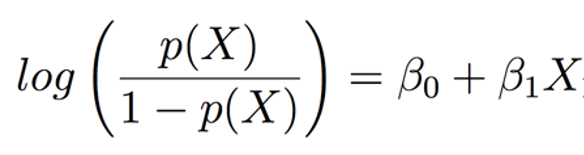 log(p(X)/(1 − p(X))) = β₀ + β₁X